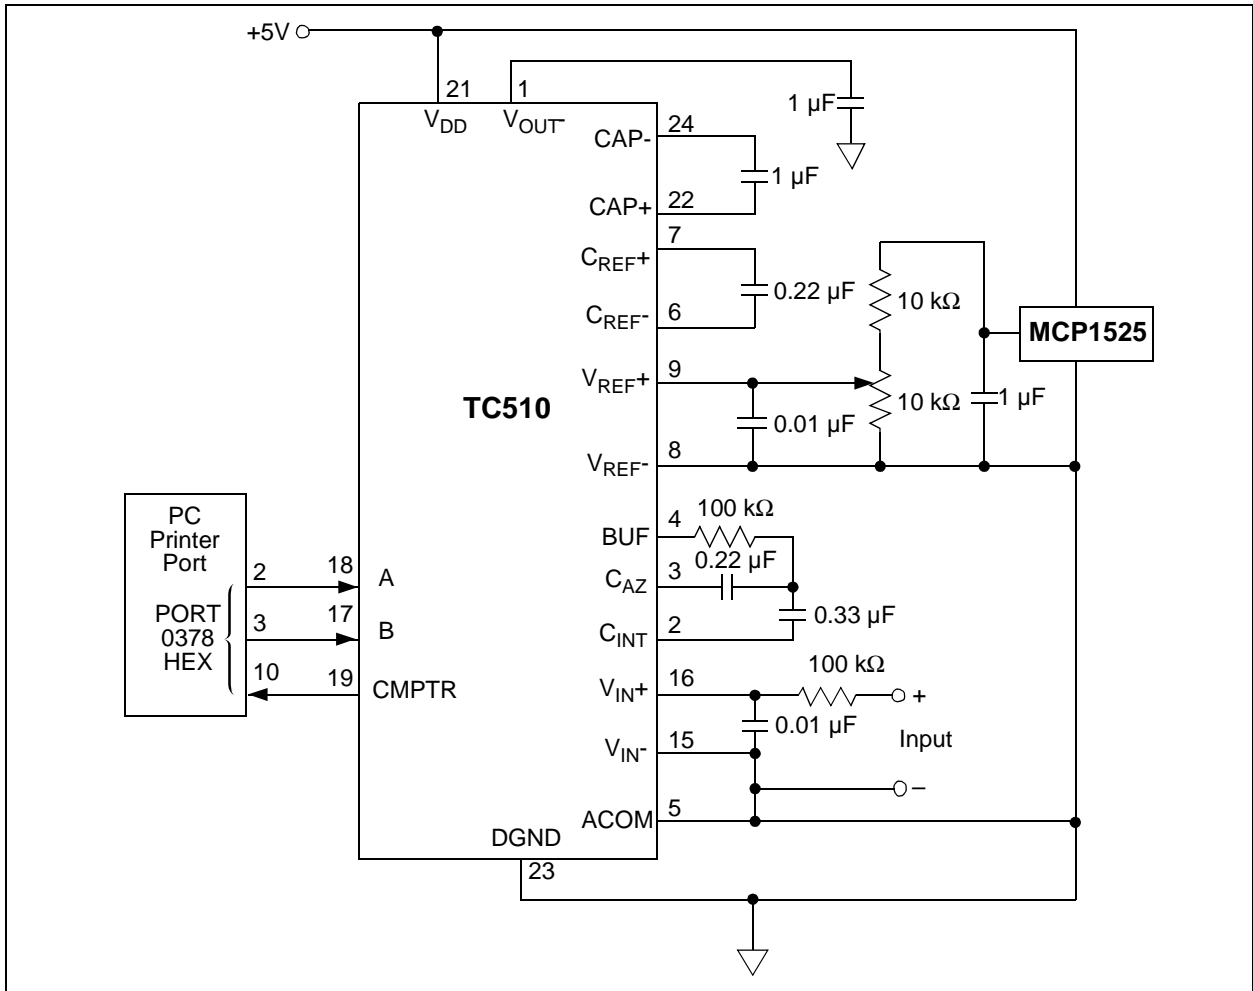 +5V
21
1
VDD
VOUT-
1 µF
CAP-
24
1 µF
CAP+
22
CREF+
7
0.22 µF
CREF-
6
10 kΩ
MCP1525
VREF+
9
TC510
10 kΩ
1 µF
0.01 µF
VREF-
8
PC
Printer
Port
PORT
0378
HEX
2
18
A
3
17
B
10
19
CMPTR
BUF
4
100 kΩ
0.22 µF
CAZ
3
0.33 µF
CINT
2
100 kΩ
VIN+
16
+
0.01 µF
Input
VIN-
15
–
ACOM
5
DGND
23